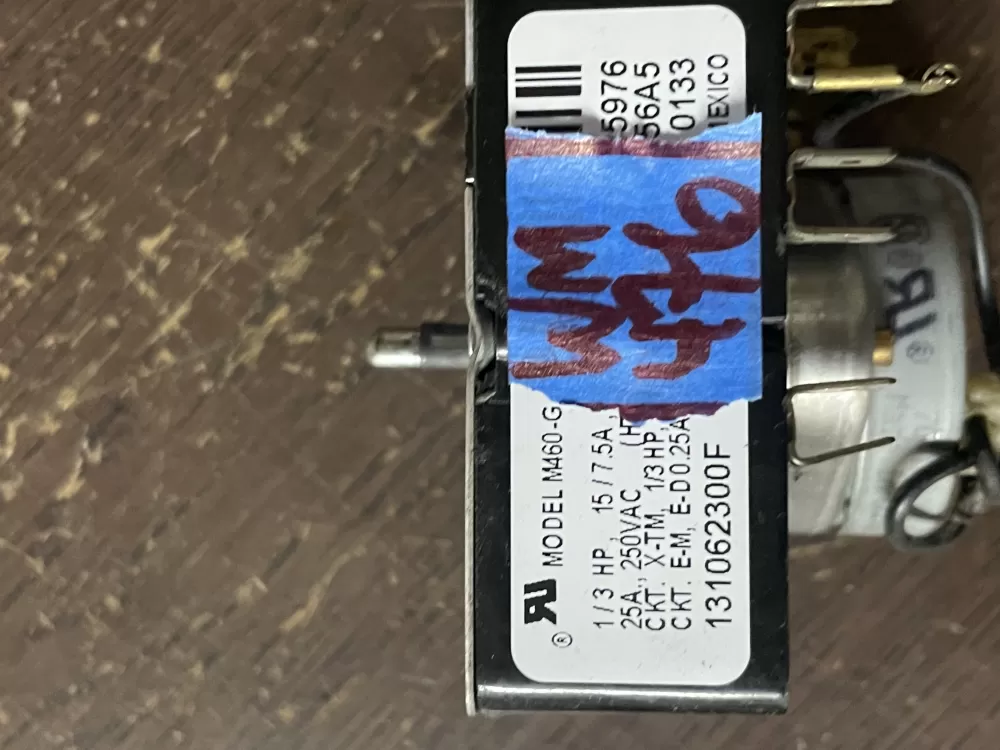 MODEL M460-G
1/3 HP, 15/7.5A, 5976
25A., 250VAC (H 56A5
CKT. X-TM, 1/3 HP, 0133
CKT. E-M, E-D 0.25A EXICO
131062300F
WM